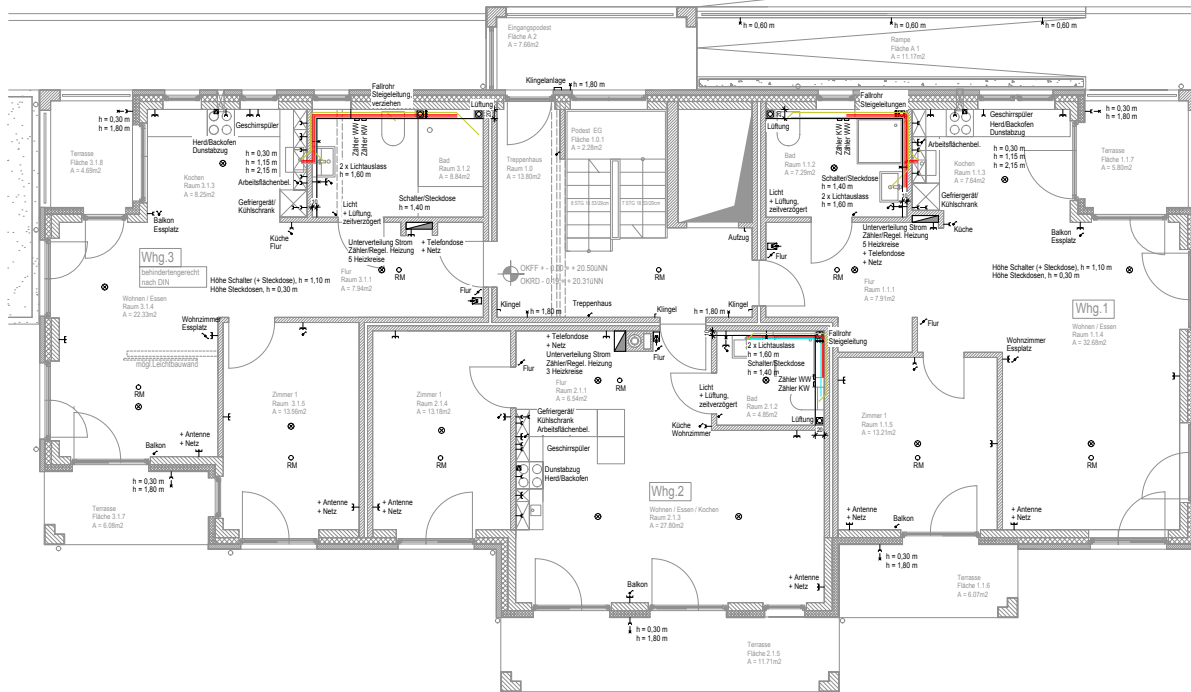 Eingangspodest
Fläche A 2
A = 7.66m2
h = 0,60 m
h = 0,60 m
h = 0,60 m
Rampe
Fläche A 1
A = 11.17m2
Klingelanlage
h = 1,80 m
Fallrohr
Steigeleitung,
verziehen
Lüftung
20
Fallrohr
Steigeleitungen
h = 0,30 m
h = 1,80 m
Geschirrspüler
Herd/Backofen
Dunstabzug
h = 0,30 m
h = 1,15 m
h = 2,15 m
Arbeitsflächenbel.
Gefriergerät/
Kühlschrank
Terrasse
Fläche 3.1.8
A = 4.69m2
Kochen
Raum 3.1.3
A = 8.25m2
Zähler WW
Zähler KW
2 x Lichtauslass
h = 1,60 m
Bad
Raum 3.1.2
A = 8.84m2
Schalter/Steckdose
h = 1,40 m
Licht
+ Lüftung,
zeitverzögert
Treppenhaus
Raum 1.0
A = 13.80m2
Podest EG
Fläche 1.0.1
A = 2.28m2
Aufzug
Lüftung
20
Zähler WW
Zähler KW
Bad
Raum 1.1.2
A = 7.29m2
Schalter/Steckdose
h = 1,40 m
2 x Lichtauslass
h = 1,60 m
Licht
+ Lüftung,
zeitverzögert
Geschirrspüler
Herd/Backofen
Dunstabzug
Arbeitsflächenbel.
h = 0,30 m
h = 1,15 m
h = 2,15 m
Kochen
Raum 1.1.3
A = 7.64m2
Gefriergerät/
Kühlschrank
h = 0,30 m
h = 1,80 m
Terrasse
Fläche 1.1.7
A = 5.80m2
Balkon
Essplatz
Küche
Flur
Whg.3
behindertengerecht
nach DIN
Höhe Schalter (+ Steckdose), h = 1,10 m
Höhe Steckdosen, h = 0,30 m
Unterverteilung Strom
Zähler/Regel. Heizung
5 Heizkreise
+ Telefondose
+ Netz
Flur
Raum 3.1.1
A = 7.94m2
RM
Flur
Klingel
h = 1,80 m
Treppenhaus
RM
Klingel
Klingel
h = 1,80 m
Flur
RM
Unterverteilung Strom
Zähler/Regel. Heizung
5 Heizkreise
+ Telefondose
+ Netz
Küche
Flur
Raum 1.1.1
A = 7.91m2
Balkon
Essplatz
Höhe Schalter (+ Steckdose), h = 1,10 m
Höhe Steckdosen, h = 0,30 m
Whg.1
Wohnen / Essen
Raum 1.1.4
A = 32.68m2
Wohnen / Essen
Raum 3.1.4
A = 22.33m2
Wohnzimmer
Essplatz
mögl.Leichtbauwand
RM
Zimmer 1
Raum 3.1.5
A = 13.56m2
Zimmer 1
Raum 2.1.4
A = 13.18m2
Flur
+ Telefondose
+ Netz
Unterverteilung Strom
Zähler/Regel. Heizung
3 Heizkreise
Flur
Raum 2.1.1
A = 6.54m2
RM
Flur
2 x Lichtauslass
h = 1,60 m
Schalter/Steckdose
h = 1,40 m
Zähler WW
Zähler KW
Fallrohr
Steigeleitung
Licht
+ Lüftung,
zeitverzögert
Bad
Raum 2.1.2
A = 4.85m2
Lüftung
20
Küche
Wohnzimmer
Flur
Wohnzimmer
Essplatz
Zimmer 1
Raum 1.1.5
A = 13.21m2
Gefriergerät/
Kühlschrank
Arbeitsflächenbel.
Geschirrspüler
Dunstabzug
Herd/Backofen
Balkon
+ Antenne
+ Netz
RM
RM
RM
RM
h = 0,30 m
h = 1,80 m
Whg.2
Wohnen / Essen / Kochen
Raum 2.1.3
A = 27.80m2
+ Antenne
+ Netz
+ Antenne
+ Netz
+ Antenne
+ Netz
Balkon
+ Antenne
+ Netz
Terrasse
Fläche 3.1.7
A = 6.08m2
h = 0,30 m
h = 1,80 m
Balkon
+ Antenne
+ Netz
Terrasse
Fläche 1.1.6
A = 6.07m2
h = 0,30 m
h = 1,80 m
Terrasse
Fläche 2.1.5
A = 11.71m2